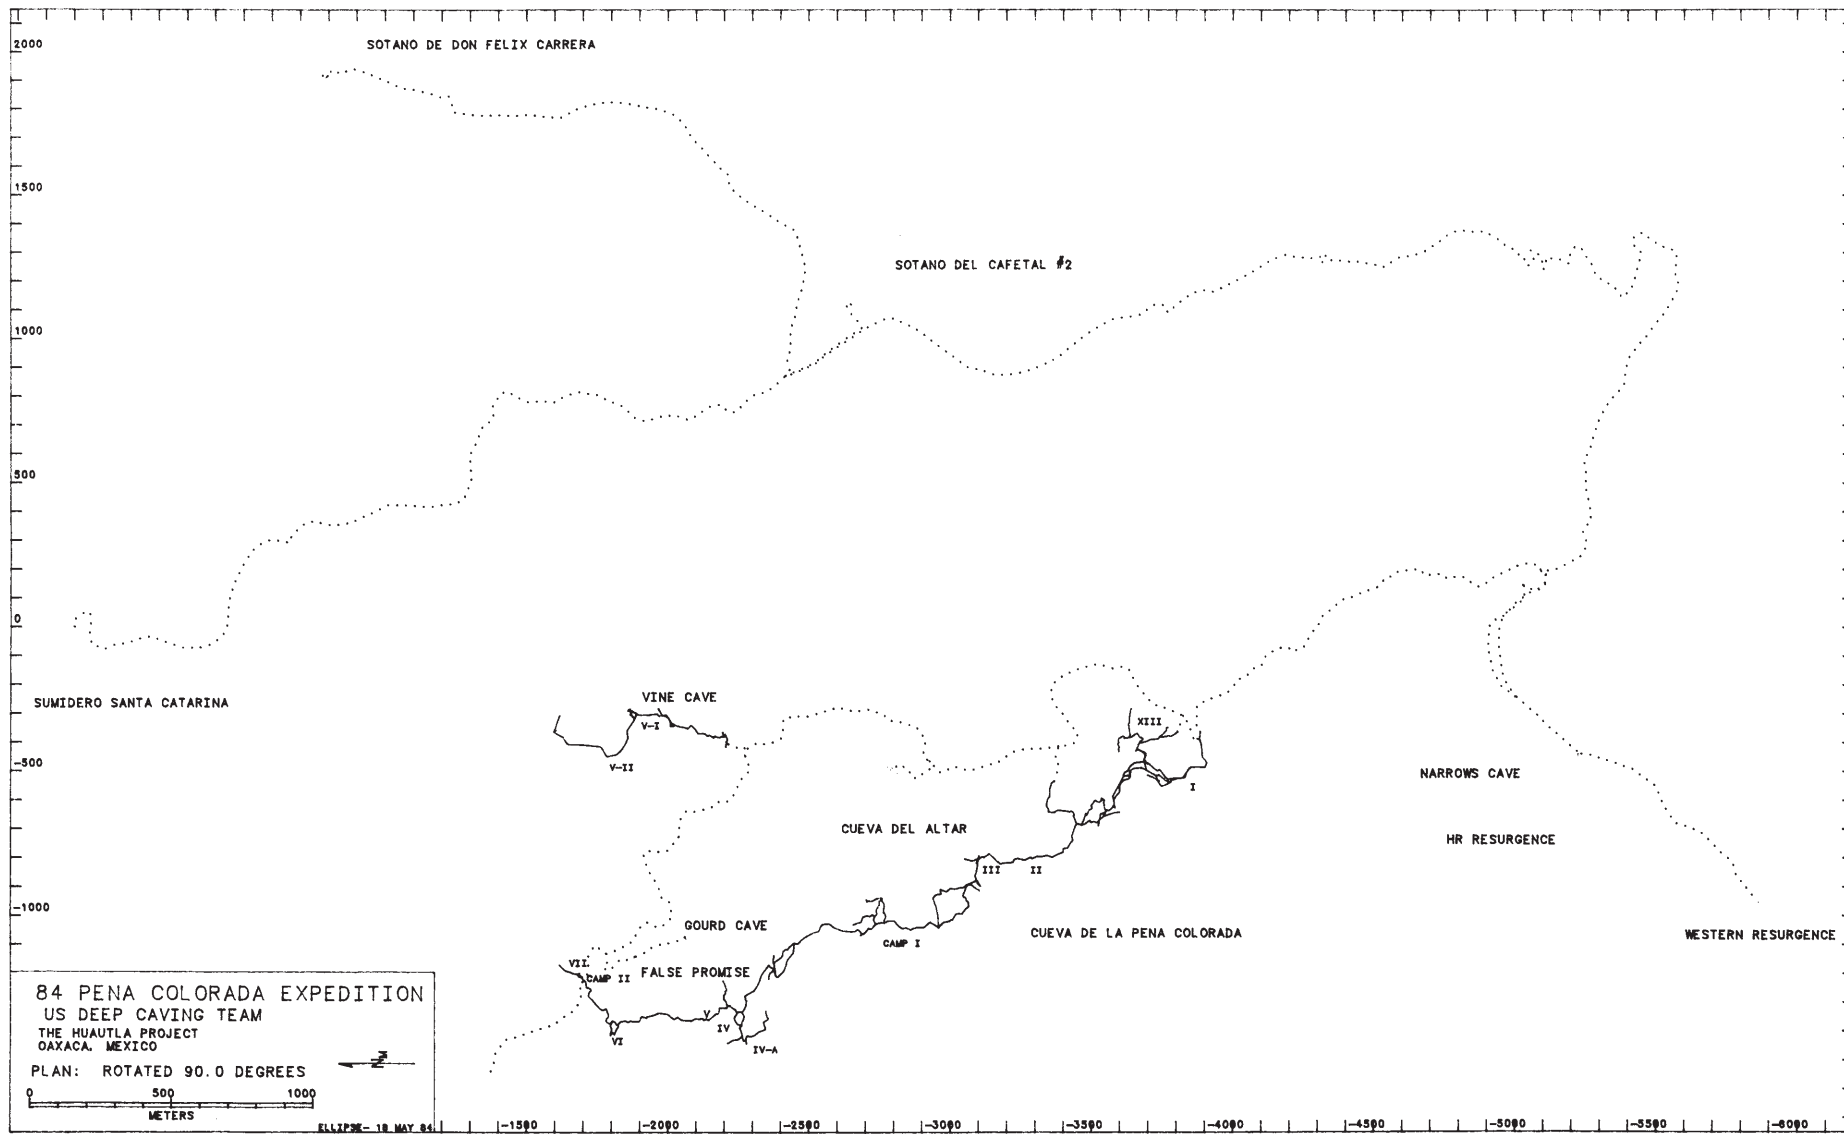 2000
SOTANO DE DON FELIX CARRERA
1500
SOTANO DEL CAFETAL #2
1000
500
0
SUMIDERO SANTA CATARINA
VINE CAVE
V-I
XIII
V-II
-500
NARROWS CAVE
I
CUEVA DEL ALTAR
HR RESURGENCE
III
II
-1000
GOURD CAVE
CAMP I
CUEVA DE LA PENA COLORADA
WESTERN RESURGENCE
VII
CAMP II
FALSE PROMISE
V
IV
VI
IV-A
84 PENA COLORADA EXPEDITION
US DEEP CAVING TEAM
THE HUAUTLA PROJECT
OAXACA. MEXICO
PLAN: ROTATED 90.0 DEGREES
0 500 1000
METERS
ELLIPSE- 18 MAY 84
-1500 -2000 -2500 -3000 -3500 -4000 -4500 -5000 -5500 -6000